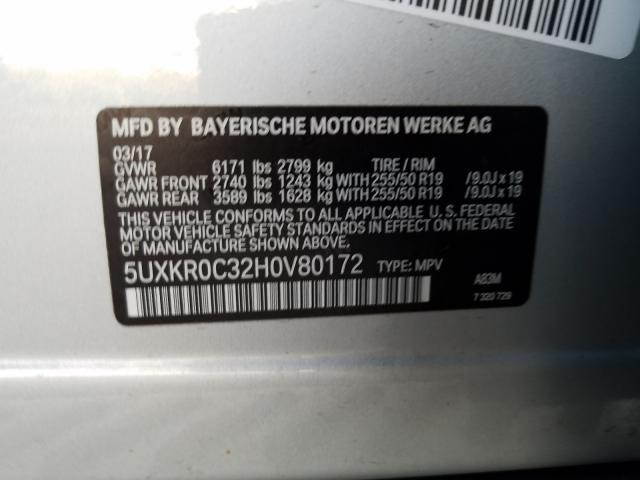 MFD BY BAYERISCHE MOTOREN WERKE AG
03/17
GVWR 6171 lbs 2799 kg TIRE / RIM
GAWR FRONT 2740 lbs 1243 kg WITH 255/50 R19 /9.0J x 19
GAWR REAR 3589 lbs 1628 kg WITH 255/50 R19 /9.0J x 19
THIS VEHICLE CONFORMS TO ALL APPLICABLE U. S. FEDERAL
MOTOR VEHICLE SAFETY STANDARDS IN EFFECT ON THE DATE
OF MANUFACTURE SHOWN ABOVE.
5UXKR0C32H0V80172 TYPE: MPV
A83M
7 320 729